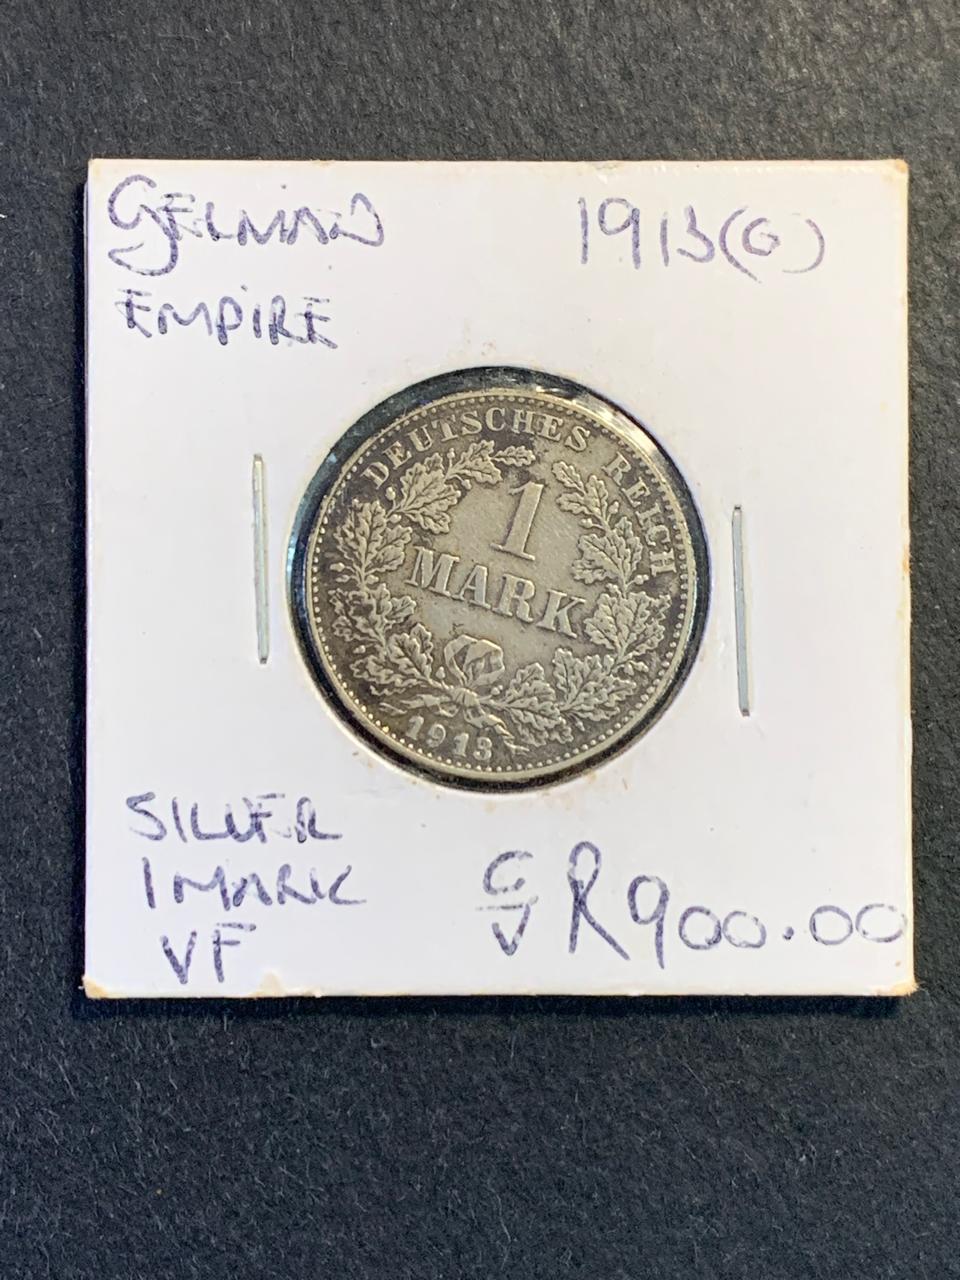 GERMAN
EMPIRE
1913 (G)
DEUTSCHES REICH
1
MARK
1913
SILVER
1 MARK
VF
C/V R900.00